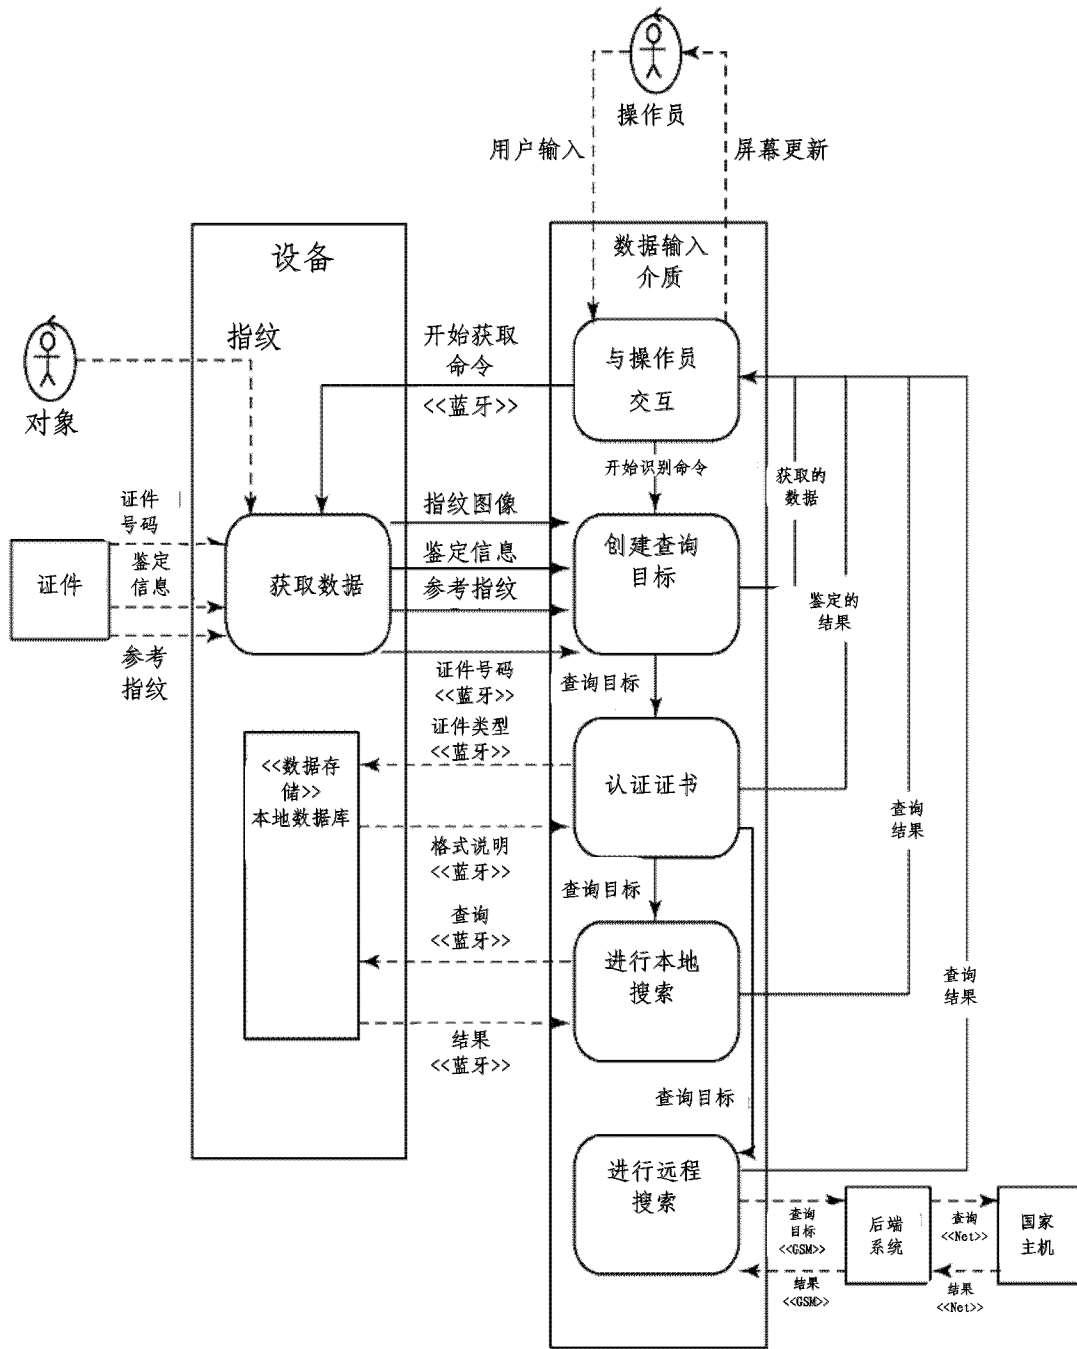 操作员
用户输入
屏幕更新
设备
数据输入
介质
指纹
开始获取
命令
<<蓝牙>>
与操作员
交互
对象
开始识别命令
获取的
数据
证件
号码
指纹图像
创建查询
目标
鉴定
信息
鉴定信息
证件
获取数据
参考指纹
鉴定的
结果
参考
指纹
证件号码
<<蓝牙>>
查询目标
证件类型
<<蓝牙>>
<<数据存
储>>
本地数据库
认证证书
查询
结果
格式说明
<<蓝牙>>
查询目标
查询
<<蓝牙>>
进行本地
搜索
查询
结果
结果
<<蓝牙>>
查询目标
进行远程
搜索
查询
目标
<<GSM>>
后端
系统
查询
<<Net>>
国家
主机
结果
<<GSM>>
结果
<<Net>>